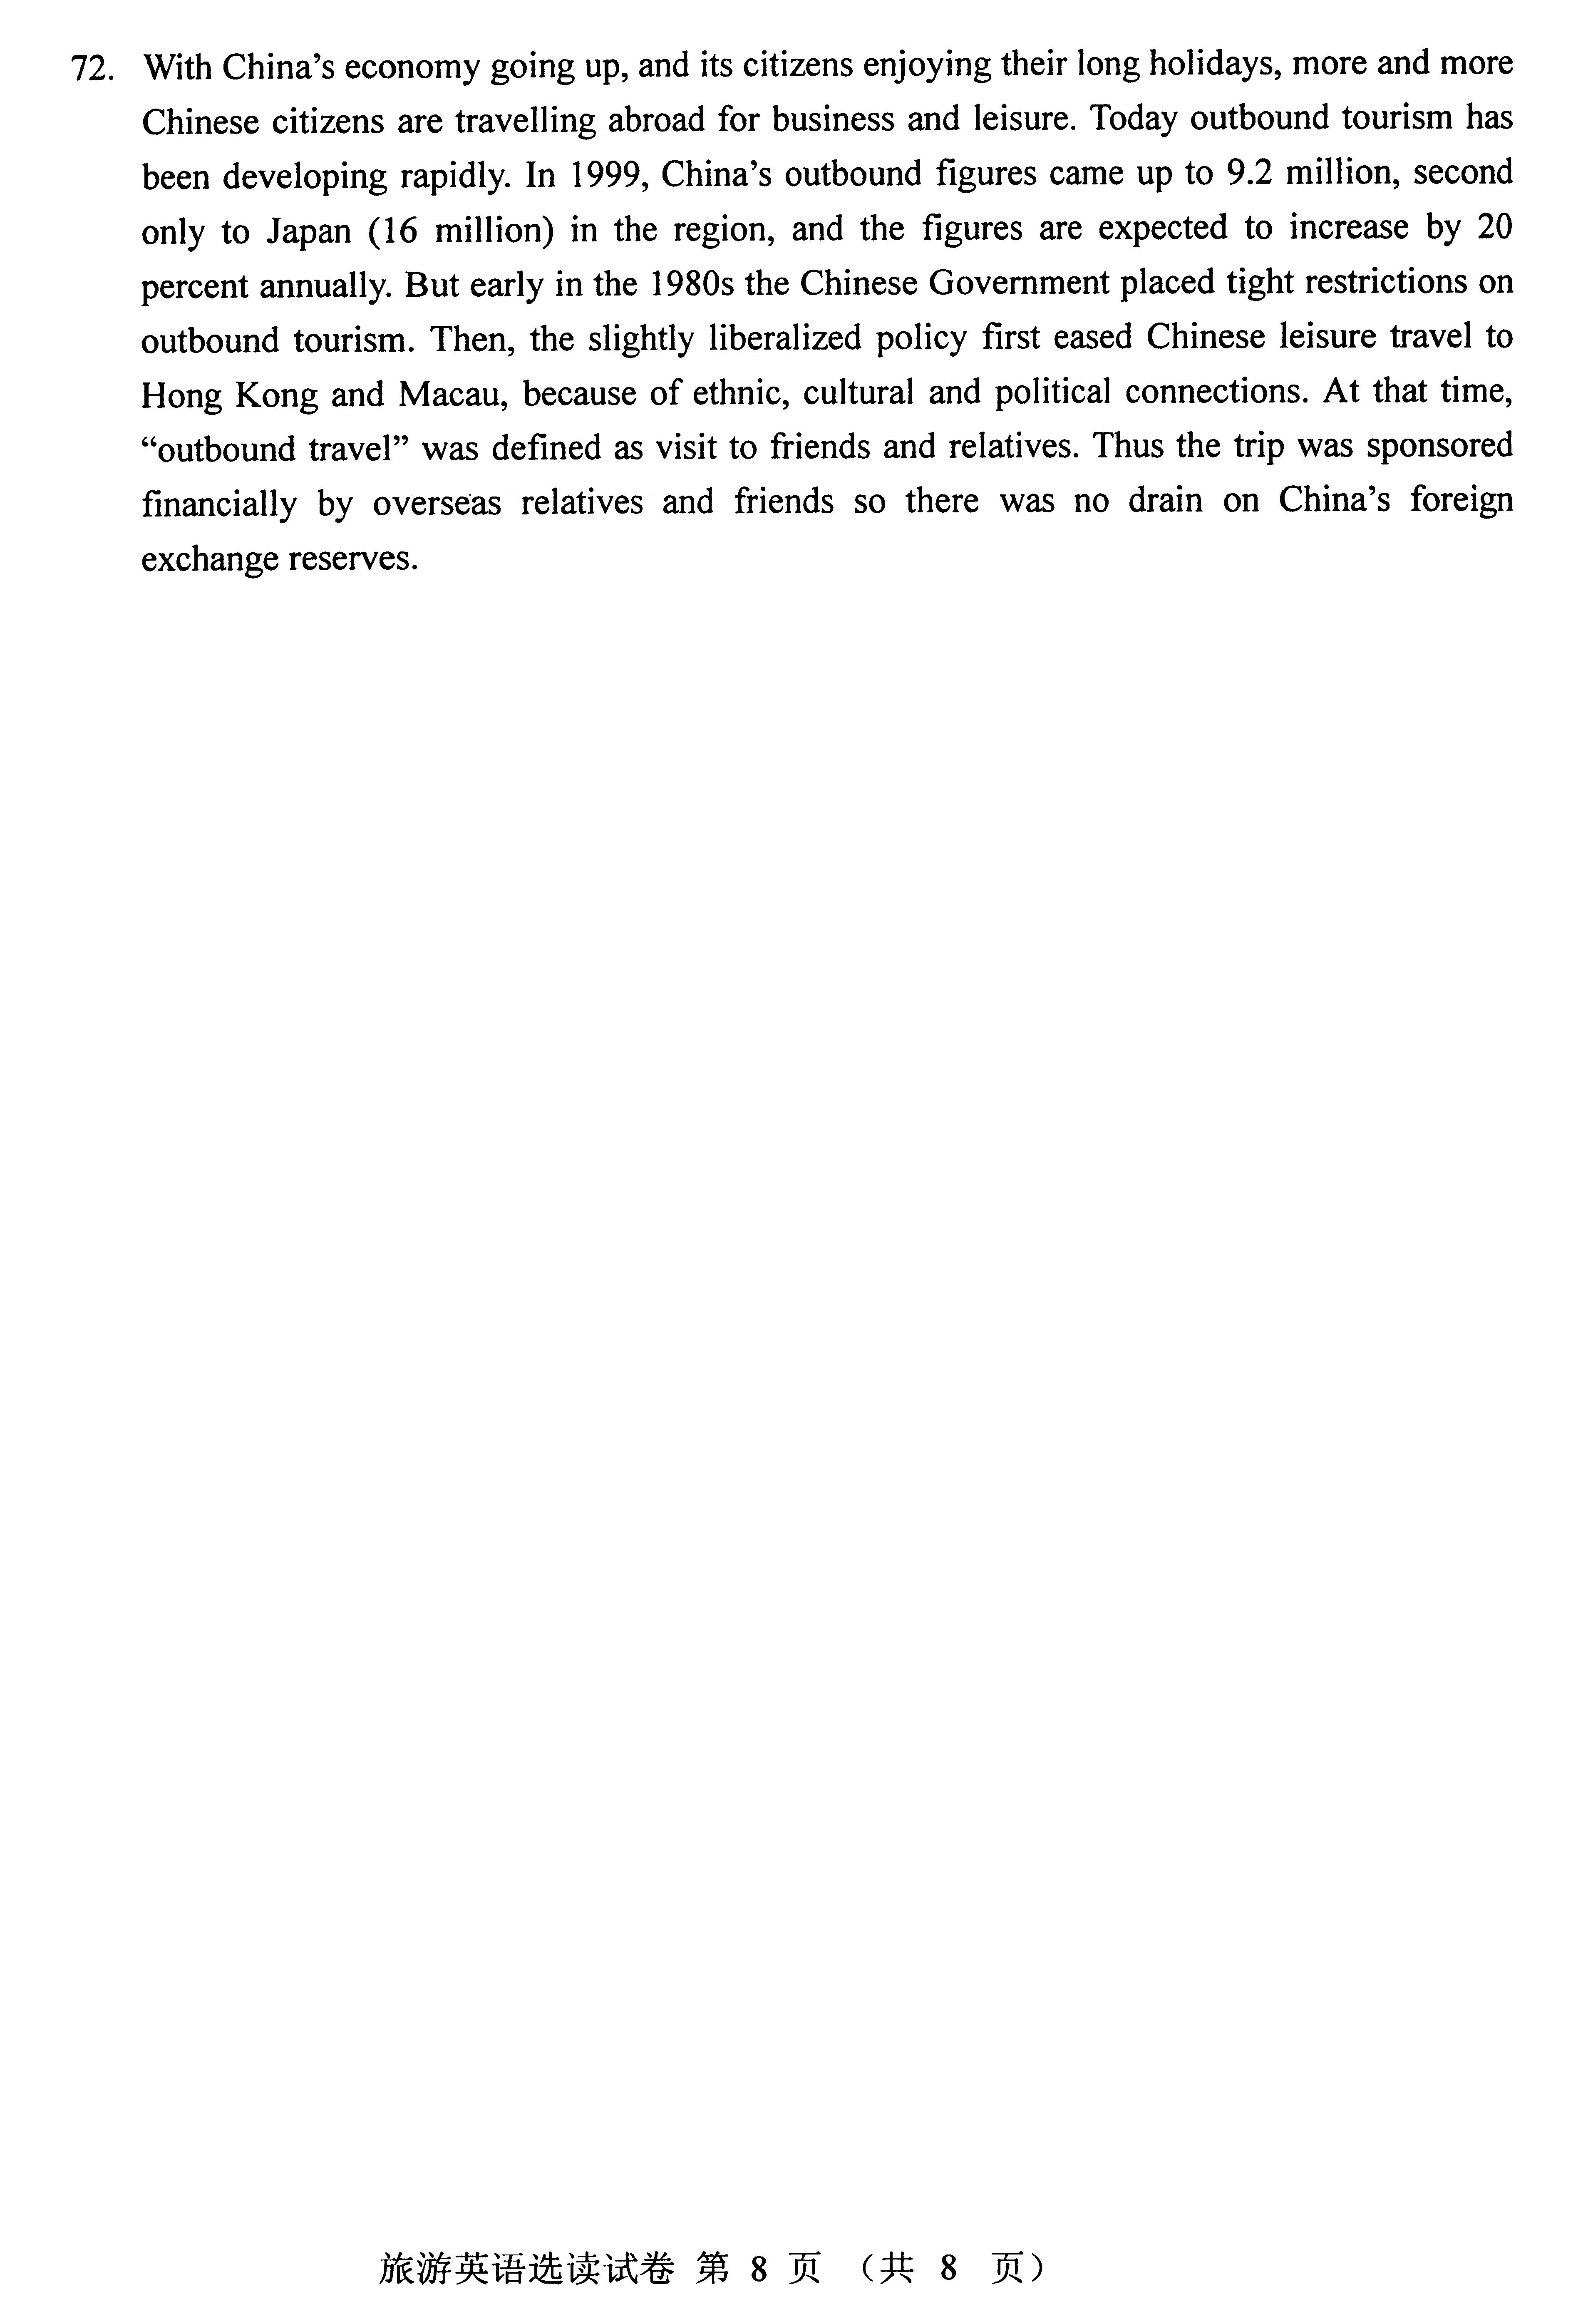 72. With China’s economy going up, and its citizens enjoying their long holidays, more and more
Chinese citizens are travelling abroad for business and leisure. Today outbound tourism has
been developing rapidly. In 1999, China’s outbound figures came up to 9.2 million, second
only to Japan (16 million) in the region, and the figures are expected to increase by 20
percent annually. But early in the 1980s the Chinese Government placed tight restrictions on
outbound tourism. Then, the slightly liberalized policy first eased Chinese leisure travel to
Hong Kong and Macau, because of ethnic, cultural and political connections. At that time,
“outbound travel” was defined as visit to friends and relatives. Thus the trip was sponsored
financially by overseas relatives and friends so there was no drain on China’s foreign
exchange reserves.
旅游英语选读试卷 第 8 页 （共 8 页）